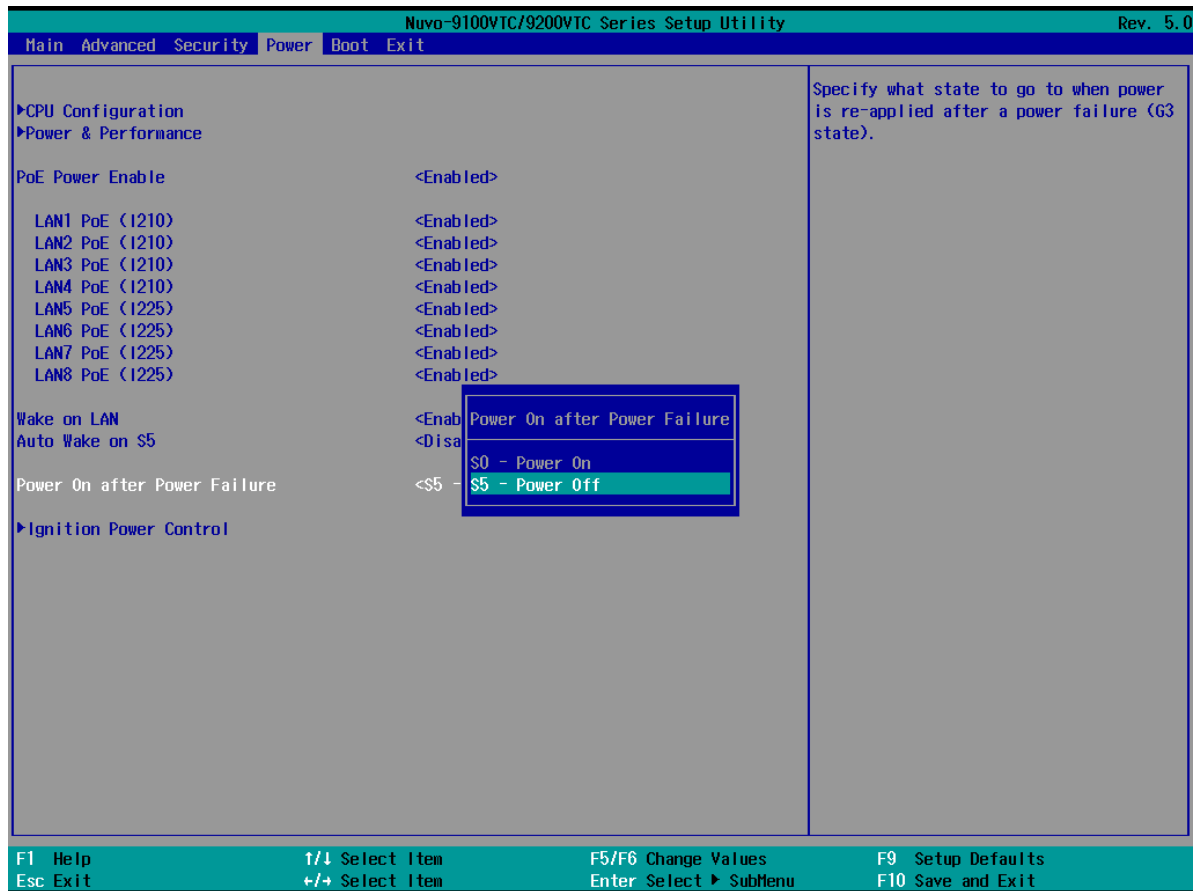 Nuvo-9100VTC/9200VTC Series Setup Utility Rev. 5.0
Main Advanced Security Power Boot Exit
Specify what state to go to when power
▶CPU Configuration is re-applied after a power failure (G3
▶Power & Performance state).
PoE Power Enable <Enabled>
LAN1 PoE (I210) <Enabled>
LAN2 PoE (I210) <Enabled>
LAN3 PoE (I210) <Enabled>
LAN4 PoE (I210) <Enabled>
LAN5 PoE (I225) <Enabled>
LAN6 PoE (I225) <Enabled>
LAN7 PoE (I225) <Enabled>
LAN8 PoE (I225) <Enabled>
Wake on LAN <Enab Power On after Power Failure
Auto Wake on S5 <Disa
S0 - Power On
Power On after Power Failure <S5 - S5 - Power Off
▶Ignition Power Control
F1 Help ↑/↓ Select Item F5/F6 Change Values F9 Setup Defaults
Esc Exit ←/→ Select Item Enter Select ▶ SubMenu F10 Save and Exit